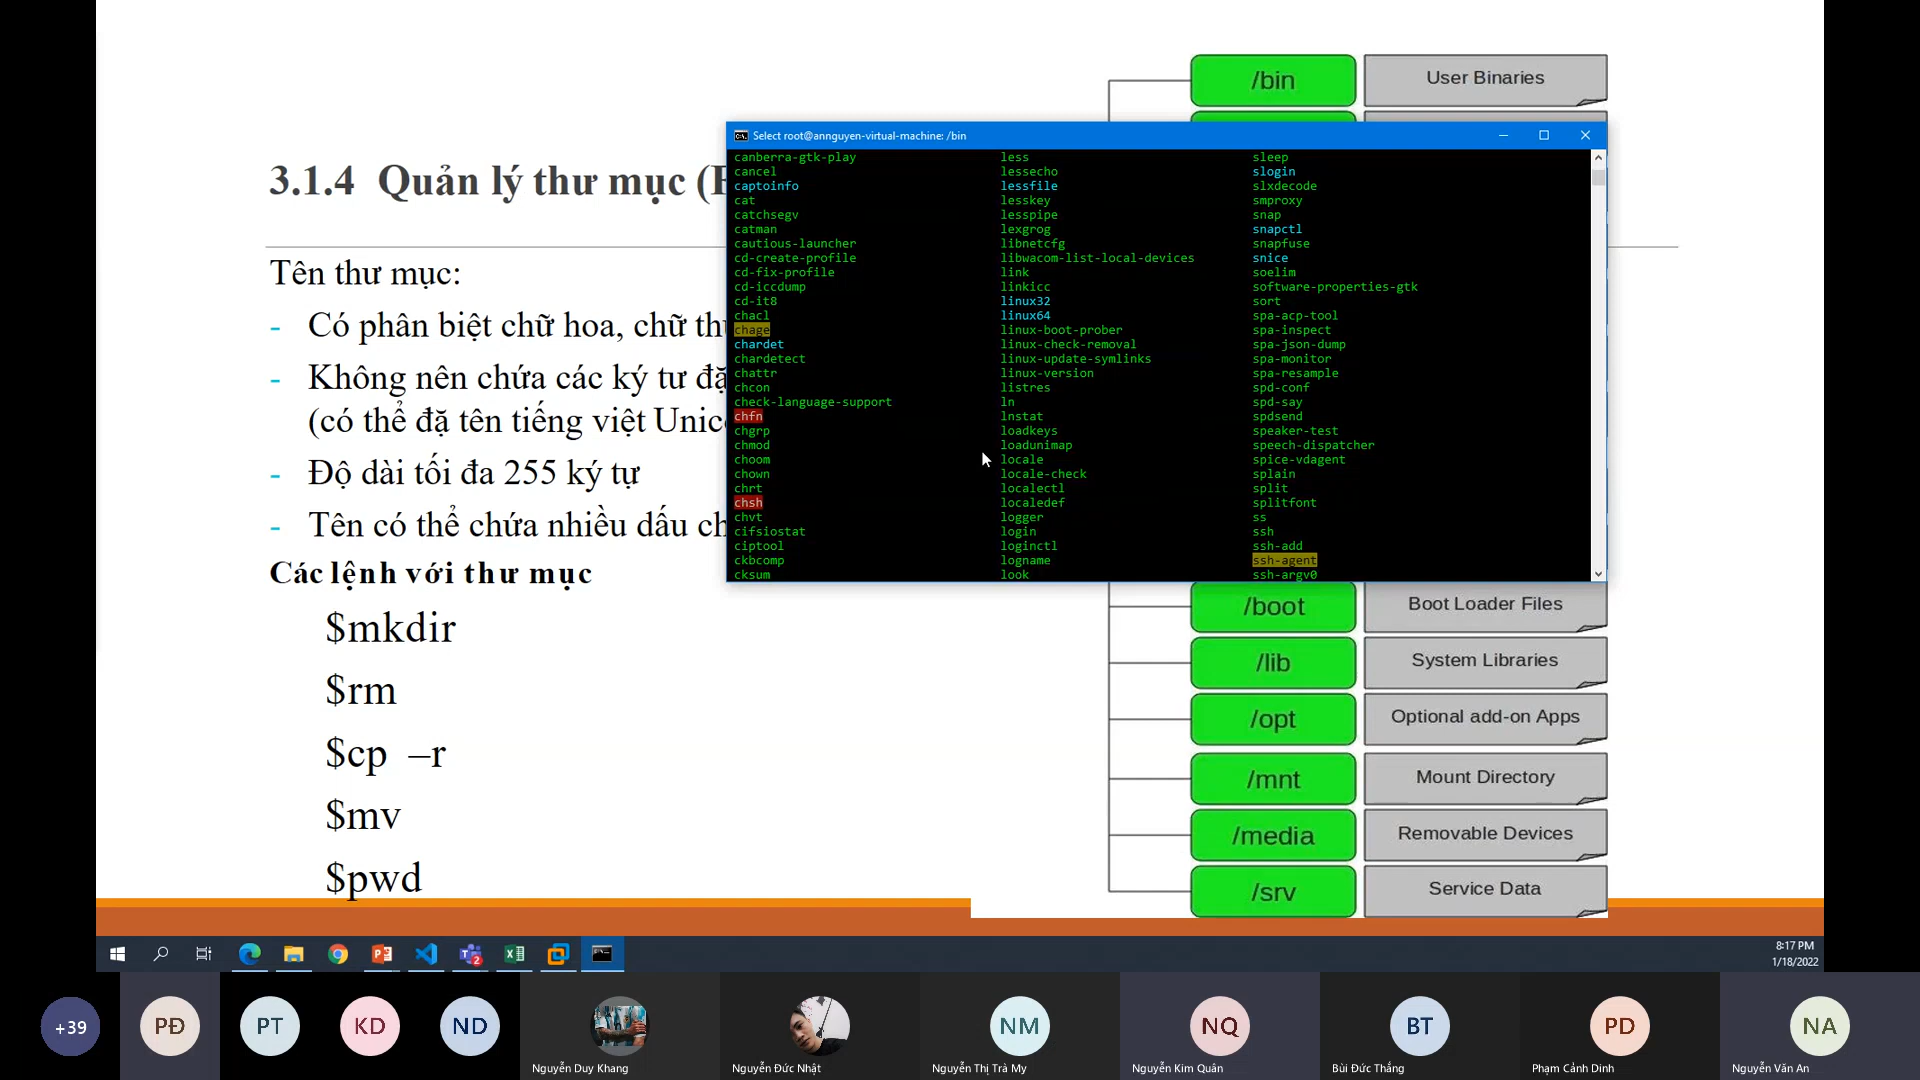 /bin
User Binaries
3.1.4 Quản lý thư mục (
Tên thư mục:
- Có phân biệt chữ hoa, chữ thư
- Không nên chứa các ký tư đặ
(có thể đặ tên tiếng việt Unic
- Độ dài tối đa 255 ký tự
- Tên có thể chứa nhiều dấu ch
Các lệnh với thư mục
$mkdir
$rm
$cp –r
$mv
$pwd
Select root@annguyen-virtual-machine: /bin
canberra-gtk-play less sleep
cancel lessecho slogin
captoinfo lessfile slxdecode
cat lesskey smproxy
catchsegv lesspipe snap
catman lexgrog snapctl
cautious-launcher libnetcfg snapfuse
cd-create-profile libwacom-list-local-devices snice
cd-fix-profile link soelim
cd-iccdump linkicc software-properties-gtk
cd-it8 linux32 sort
chacl linux64 spa-acp-tool
chage linux-boot-prober spa-inspect
chardet linux-check-removal spa-json-dump
chardetect linux-update-symlinks spa-monitor
chattr linux-version spa-resample
chcon listres spd-conf
check-language-support ln spd-say
chfn lnstat spdsend
chgrp loadkeys speaker-test
chmod loadunimap speech-dispatcher
choom locale spice-vdagent
chown locale-check splain
chrt localectl split
chsh localedef splitfont
chvt logger ss
cifsiostat login ssh
ciptool loginctl ssh-add
ckbcomp logname ssh-agent
cksum look ssh-argv0
/boot
Boot Loader Files
/lib
System Libraries
/opt
Optional add-on Apps
/mnt
Mount Directory
/media
Removable Devices
/srv
Service Data
8:17 PM
1/18/2022
+39
PĐ
PT
KD
ND
Nguyễn Duy Khang
Nguyễn Đức Nhật
NM
Nguyễn Thị Trà My
NQ
Nguyễn Kim Quân
BT
Bùi Đức Thắng
PD
Phạm Cảnh Dinh
NA
Nguyễn Văn An